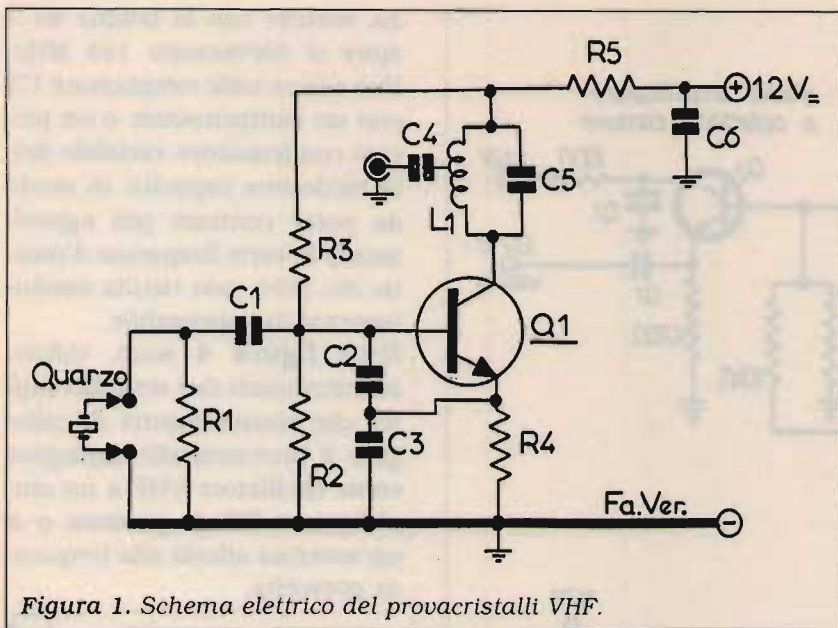 R5
+12V=
C4
C6
C5
L1
R3
C1
Q1
Quarzo
C2
R1
C3
R4
R2
Fa.Ver.
-
Figura 1. Schema elettrico del provacristalli VHF.